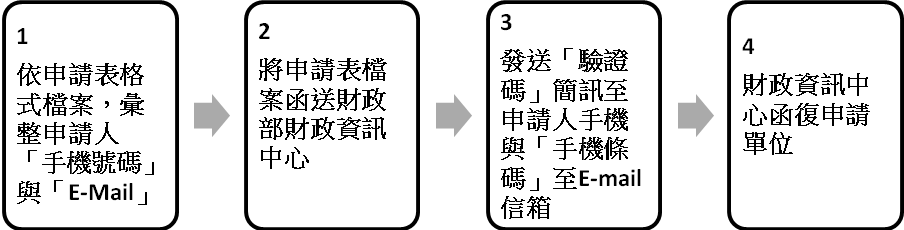 1
依申請表格
式檔案，彙
整申請人
「手機號碼」
與「E-Mail」
2
將申請表檔
案函送財政
部財政資訊
中心
3
發送「驗證
碼」簡訊至
申請人手機
與「手機條
碼」至E-mail
信箱
4
財政資訊中
心函復申請
單位